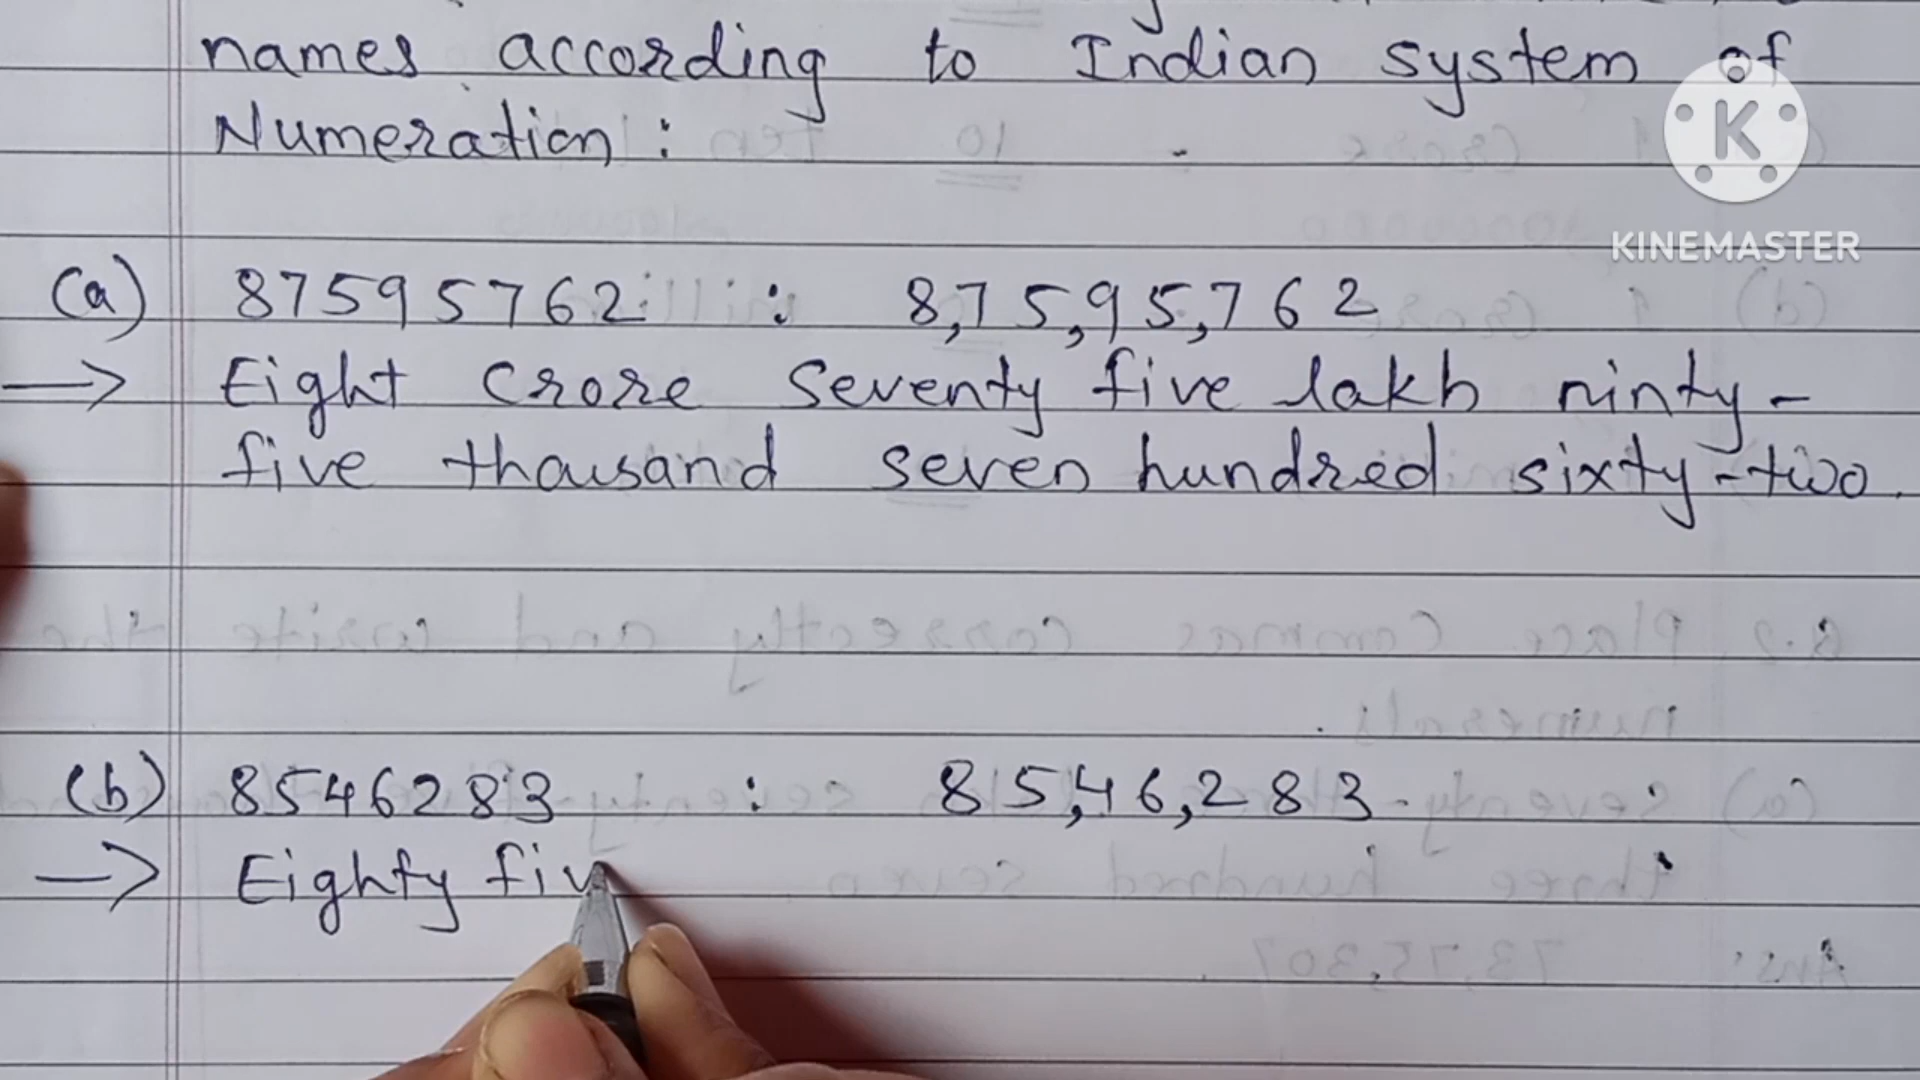 names according to Indian system of
Numeration :
K
KINEMASTER
(a) 87595762 : 8,75,95,762
→ Eight Crore Seventy five lakh ninty-
five thousand seven hundred sixty-two.
(b) 8546283 : 85,46,283.
→ Eighty fiv